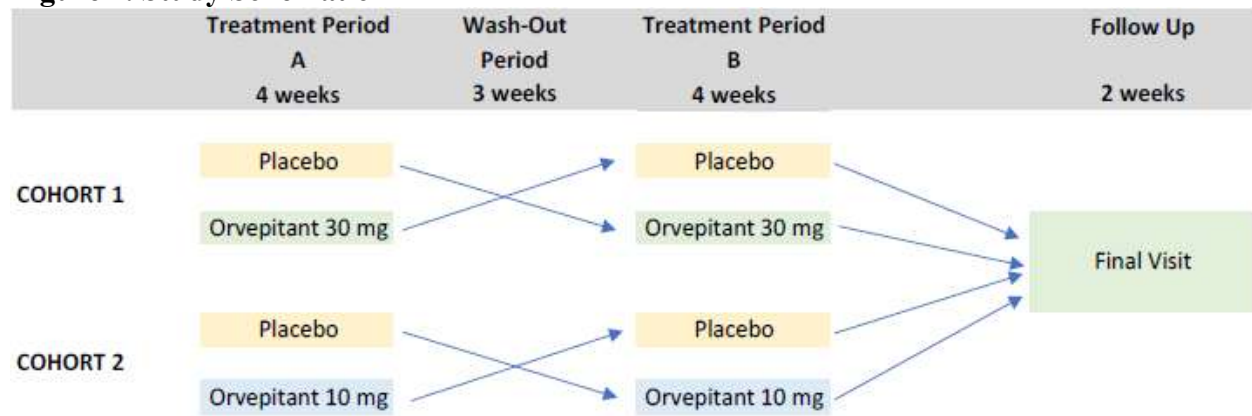 Treatment Period Wash-Out Treatment Period Follow Up
A Period B
4 weeks 3 weeks 4 weeks 2 weeks
Placebo Placebo
COHORT 1
Orvepitant 30 mg Orvepitant 30 mg
Final Visit
Placebo Placebo
COHORT 2
Orvepitant 10 mg Orvepitant 10 mg